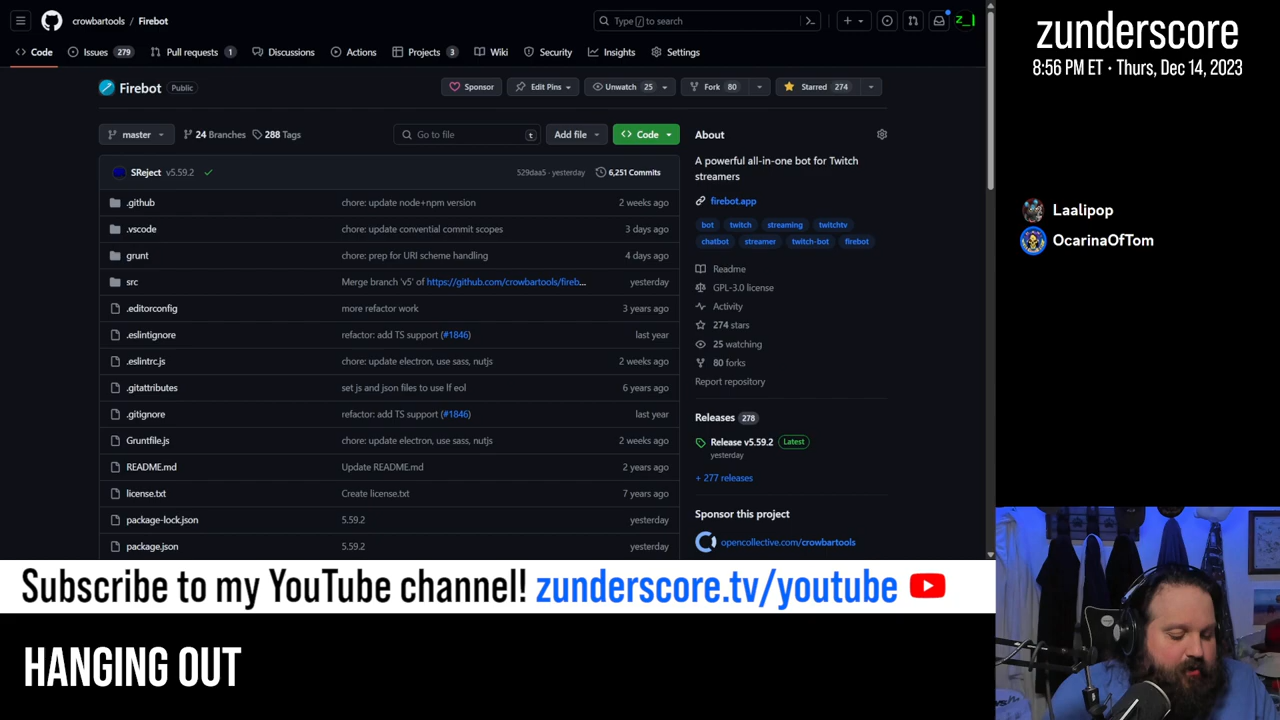 crowbartools / Firebot
Type / to search
z_|
Code
Issues 279
Pull requests 1
Discussions
Actions
Projects 3
Wiki
Security
Insights
Settings
Firebot Public
Sponsor
Edit Pins
Unwatch 25
Fork 80
Starred 274
master
24 Branches
288 Tags
Go to file t
Add file
<> Code
SReject v5.59.2
529daa5 · yesterday
6,251 Commits
.github chore: update node+npm version 2 weeks ago
.vscode chore: update convential commit scopes 3 days ago
grunt chore: prep for URI scheme handling 4 days ago
src Merge branch 'v5' of https://github.com/crowbartools/fireb... yesterday
.editorconfig more refactor work 3 years ago
.eslintignore refactor: add TS support (#1846) last year
.eslintrc.js chore: update electron, use sass, nutjs 2 weeks ago
.gitattributes set js and json files to use lf eol 6 years ago
.gitignore refactor: add TS support (#1846) last year
Gruntfile.js chore: update electron, use sass, nutjs 2 weeks ago
README.md Update README.md 2 years ago
license.txt Create license.txt 7 years ago
package-lock.json 5.59.2 yesterday
package.json 5.59.2 yesterday
About
A powerful all-in-one bot for Twitch
streamers
firebot.app
bot twitch streaming twitchtv
chatbot streamer twitch-bot firebot
Readme
GPL-3.0 license
Activity
274 stars
25 watching
80 forks
Report repository
Releases 278
Release v5.59.2 Latest
yesterday
+ 277 releases
Sponsor this project
opencollective.com/crowbartools
zunderscore
8:56 PM ET • Thurs, Dec 14, 2023
Laalipop
OcarinaOfTom
Subscribe to my YouTube channel! zunderscore.tv/youtube
HANGING OUT